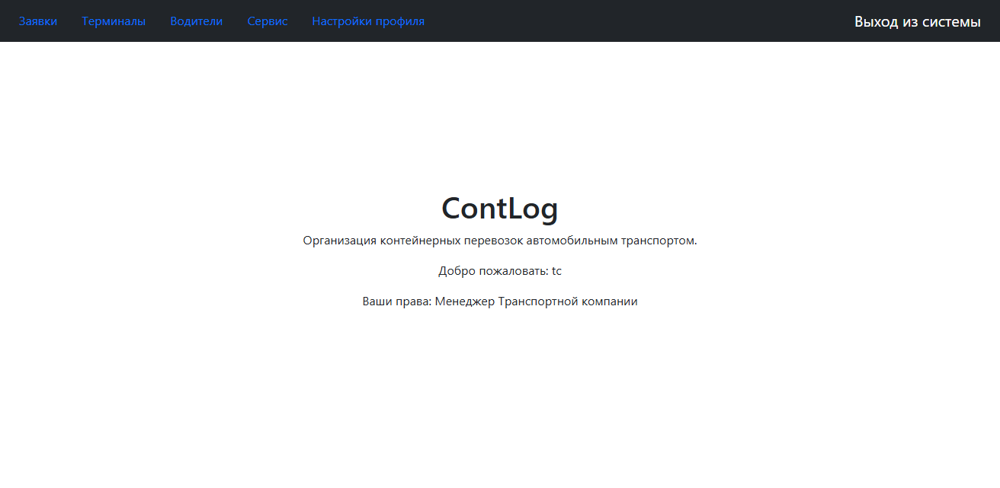 Заявки Терминалы Водители Сервис Настройки профиля Выход из системы
ContLog
Организация контейнерных перевозок автомобильным транспортом.
Добро пожаловать: tc
Ваши права: Менеджер Транспортной компании